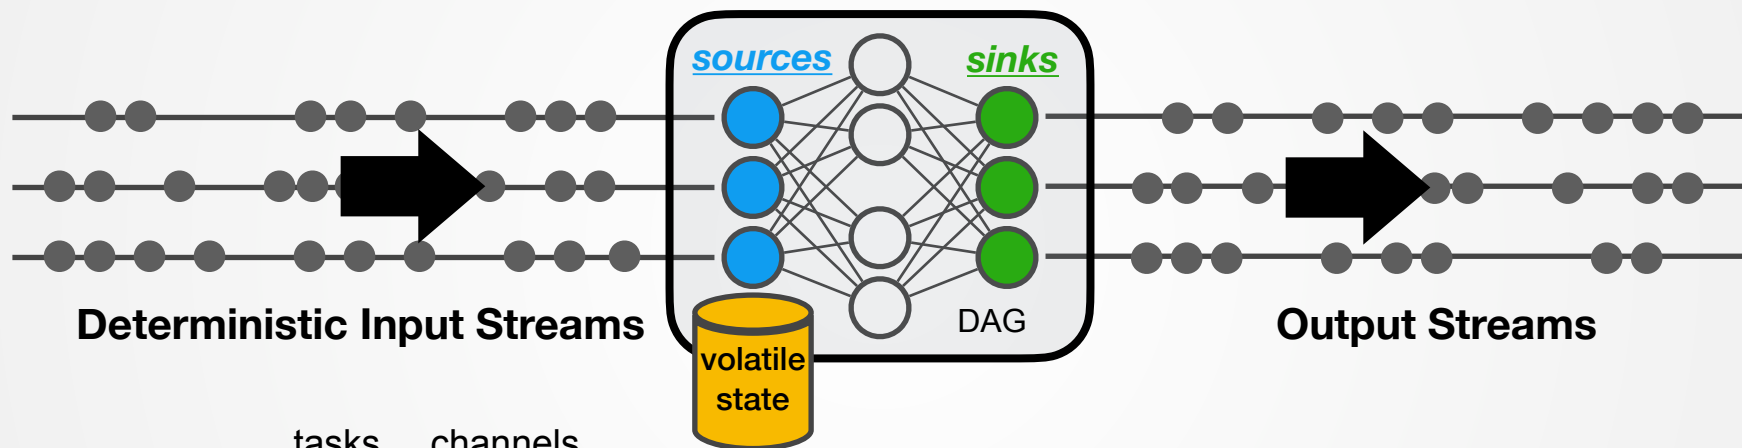 sources
sinks
Deterministic Input Streams
DAG
Output Streams
volatile
state
tasks channels